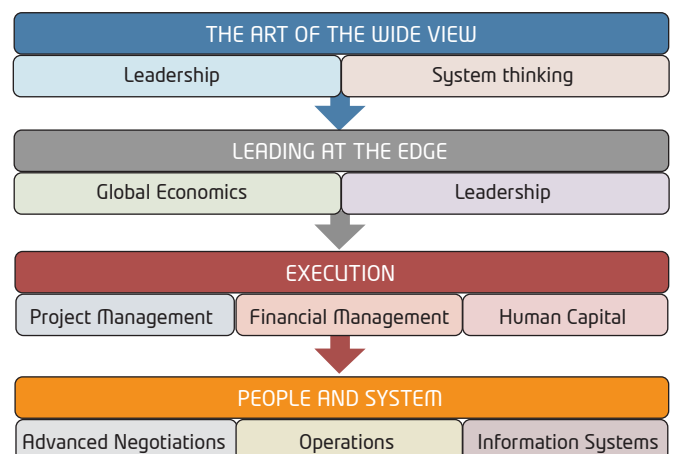 THE ART OF THE WIDE VIEW
Leadership System thinking
LEADING AT THE EDGE
Global Economics Leadership
EXECUTION
Project Management Financial Management Human Capital
PEOPLE AND SYSTEM
Advanced Negotiations Operations Information Systems